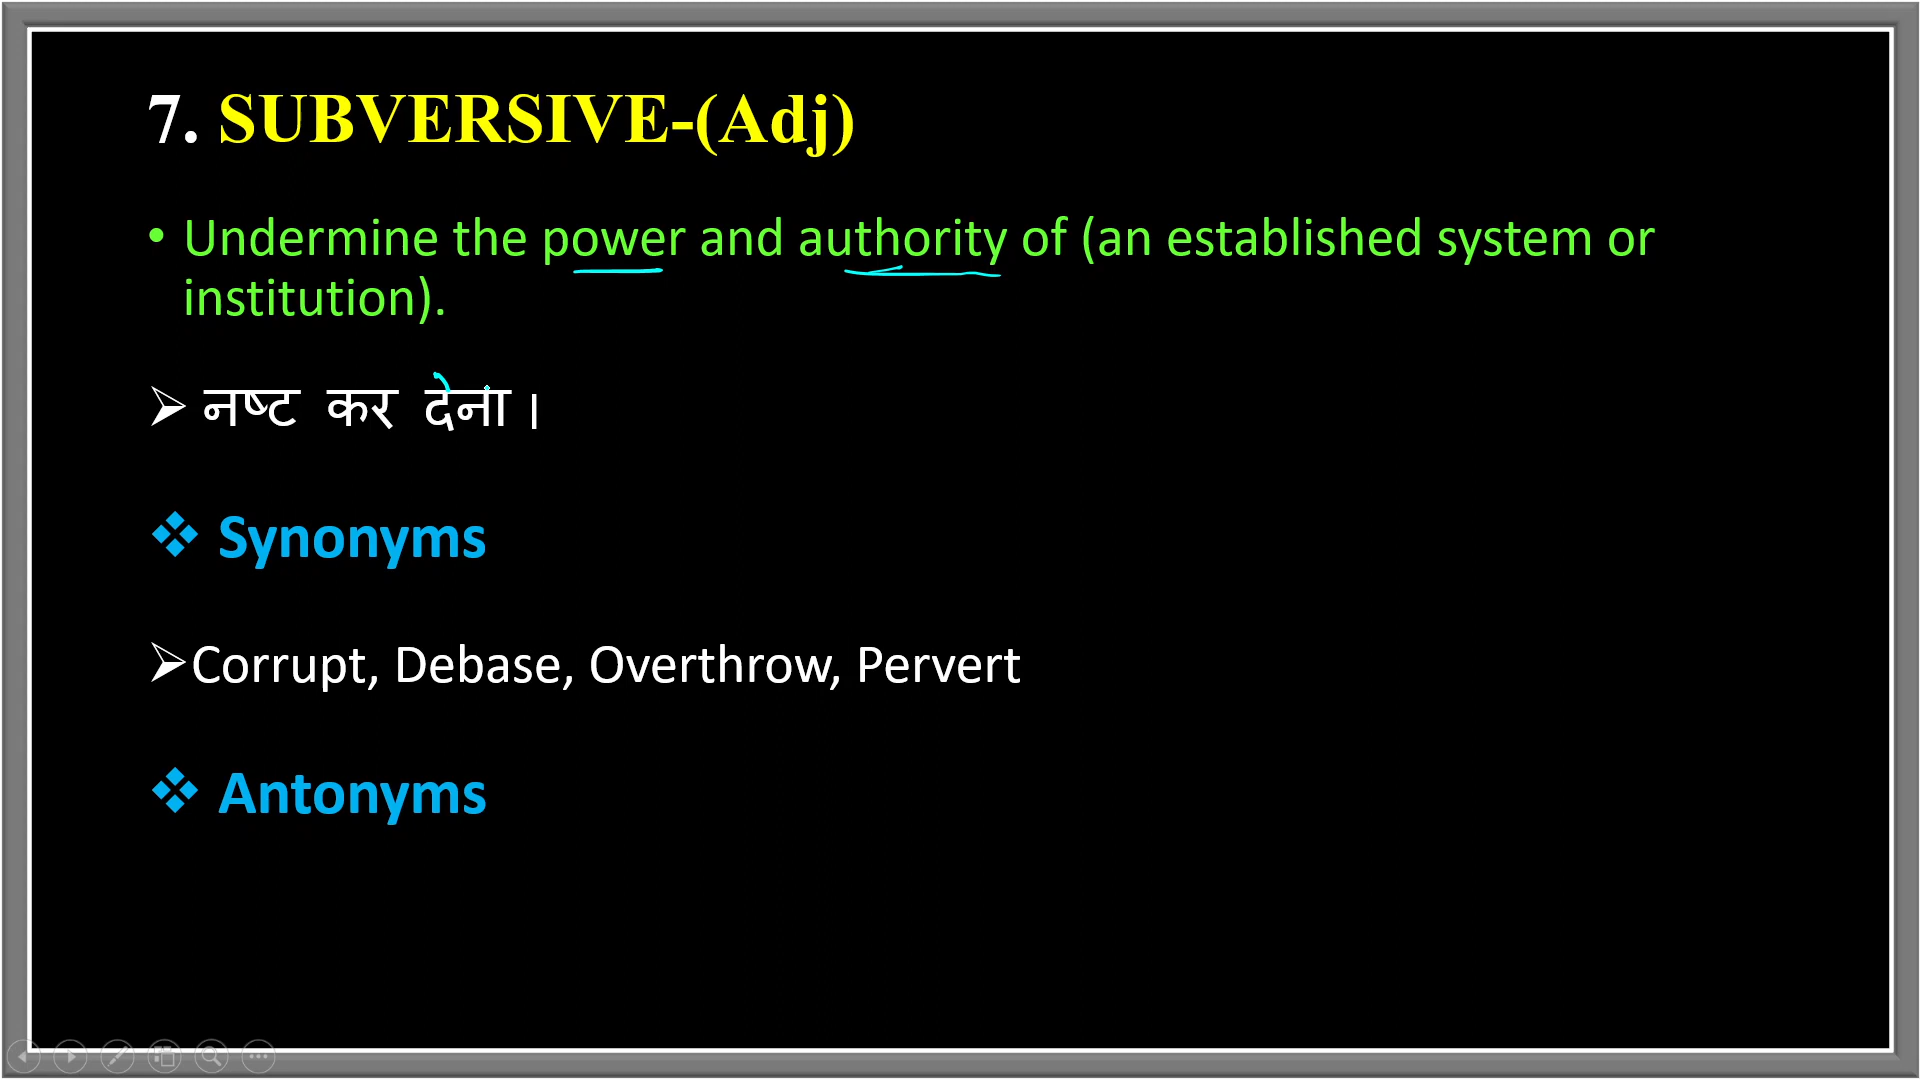 7. SUBVERSIVE-(Adj)
• Undermine the power and authority of (an established system or
institution).
➢ नष्ट कर देना ।
❖ Synonyms
➢Corrupt, Debase, Overthrow, Pervert
❖ Antonyms